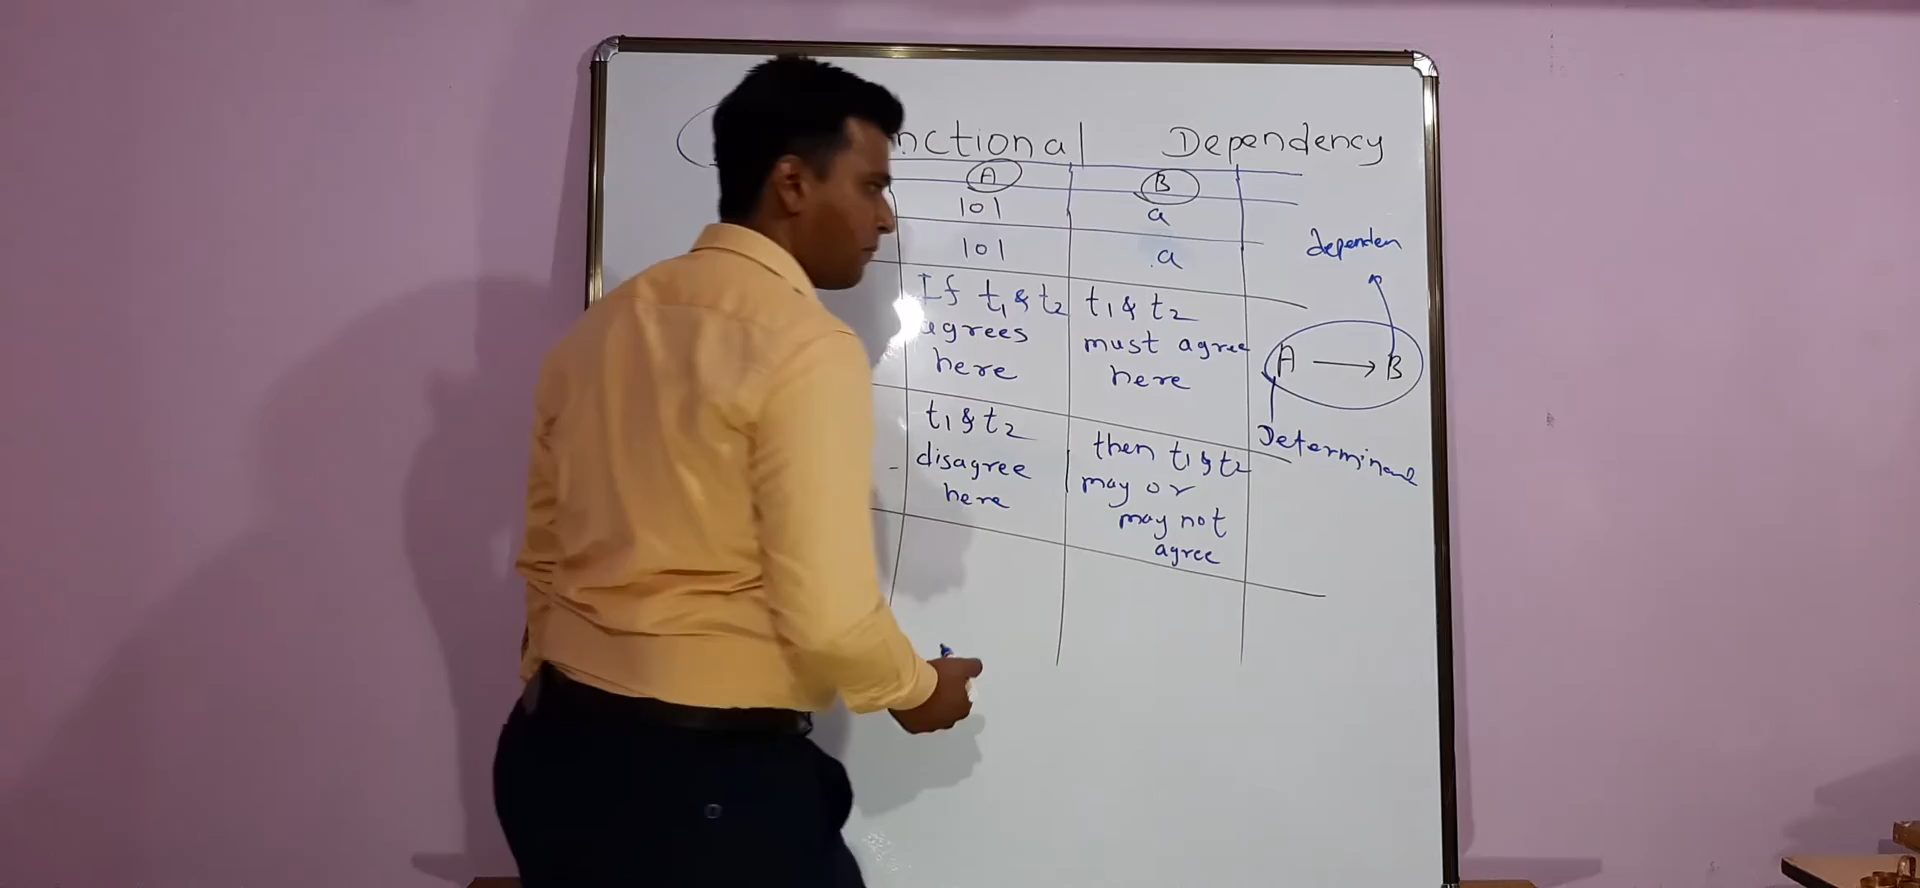 nctional Dependency
A B
101 a
101 a
dependen
If t1 & t2 t1 & t2
agrees must agree
here here
A → B
t1 & t2 then t1 & t2
disagree may or
here may not
agree
Determinant